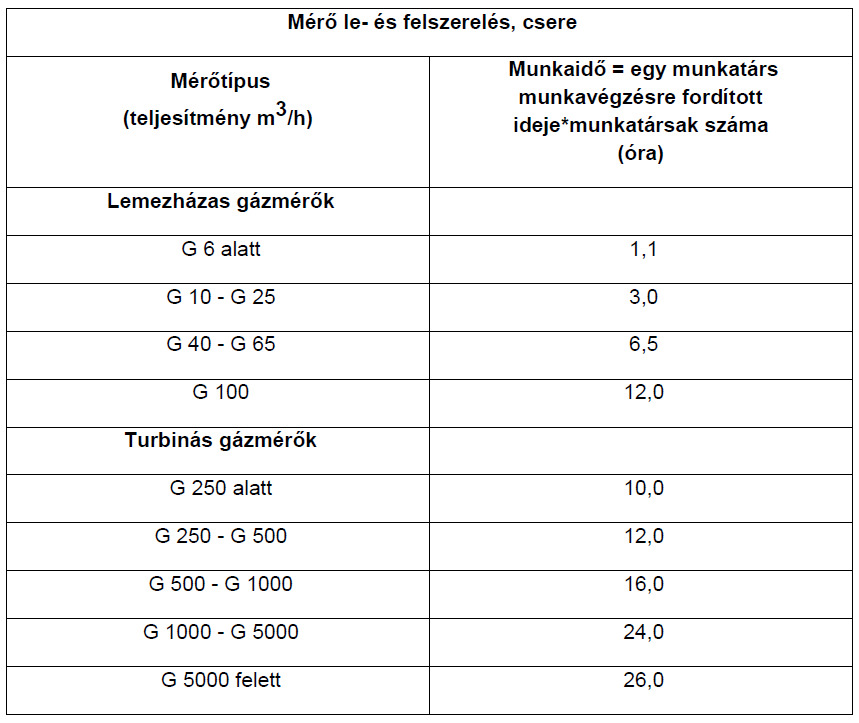 Mérő le- és felszerelés, csere
Mérőtípus
(teljesítmény m3/h)
Munkaidő = egy munkatárs
munkavégzésre fordított
ideje*munkatársak száma
(óra)
Lemezházas gázmérők
G 6 alatt 1,1
G 10 - G 25 3,0
G 40 - G 65 6,5
G 100 12,0
Turbinás gázmérők
G 250 alatt 10,0
G 250 - G 500 12,0
G 500 - G 1000 16,0
G 1000 - G 5000 24,0
G 5000 felett 26,0